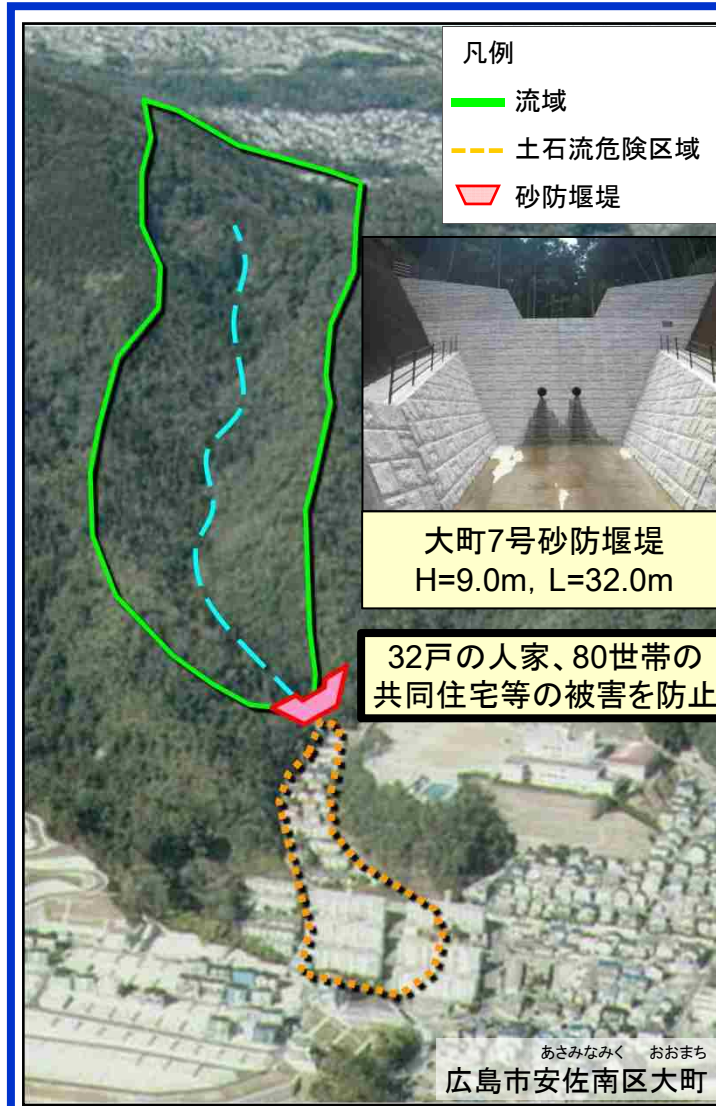 凡例
流域
土石流危険区域
砂防堰堤
大町7号砂防堰堤
H=9.0m, L=32.0m
32戸の人家、80世帯の
共同住宅等の被害を防止
あさみなみく おおまち
広島市安佐南区大町